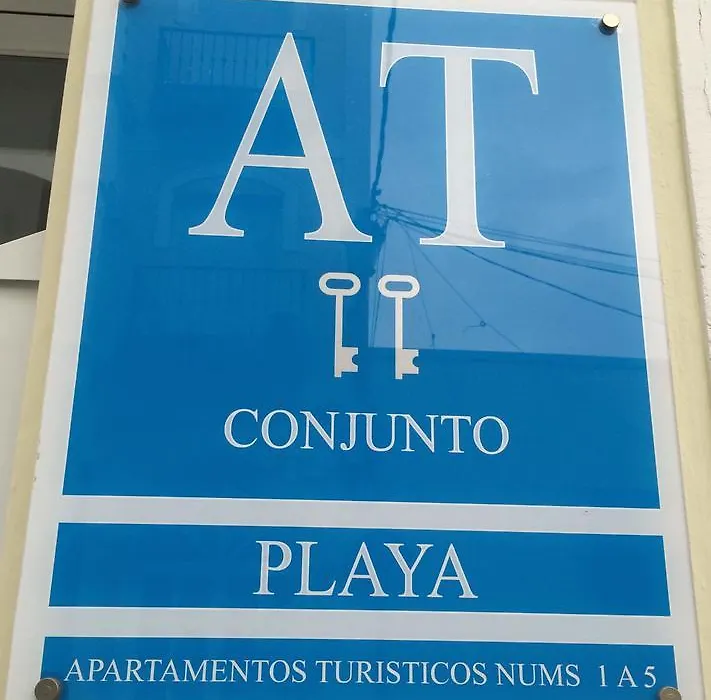 AT
CONJUNTO
PLAYA
APARTAMENTOS TURISTICOS NUMS 1 A 5